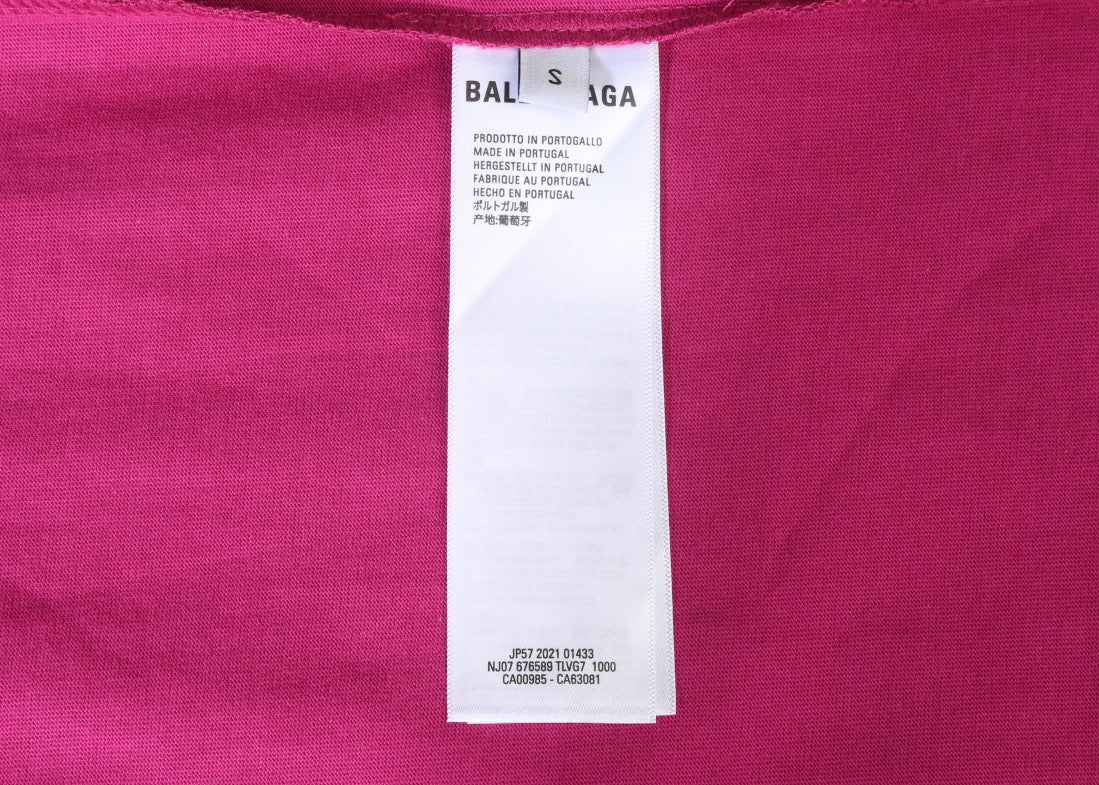 S
BAL AGA
PRODOTTO IN PORTOGALLO
MADE IN PORTUGAL
HERGESTELLT IN PORTUGAL
FABRIQUE AU PORTUGAL
HECHO EN PORTUGAL
ポルトガル製
产地:葡萄牙
JP57 2021 01433
NJ07 676589 TLVG7 1000
CA00985 - CA63081